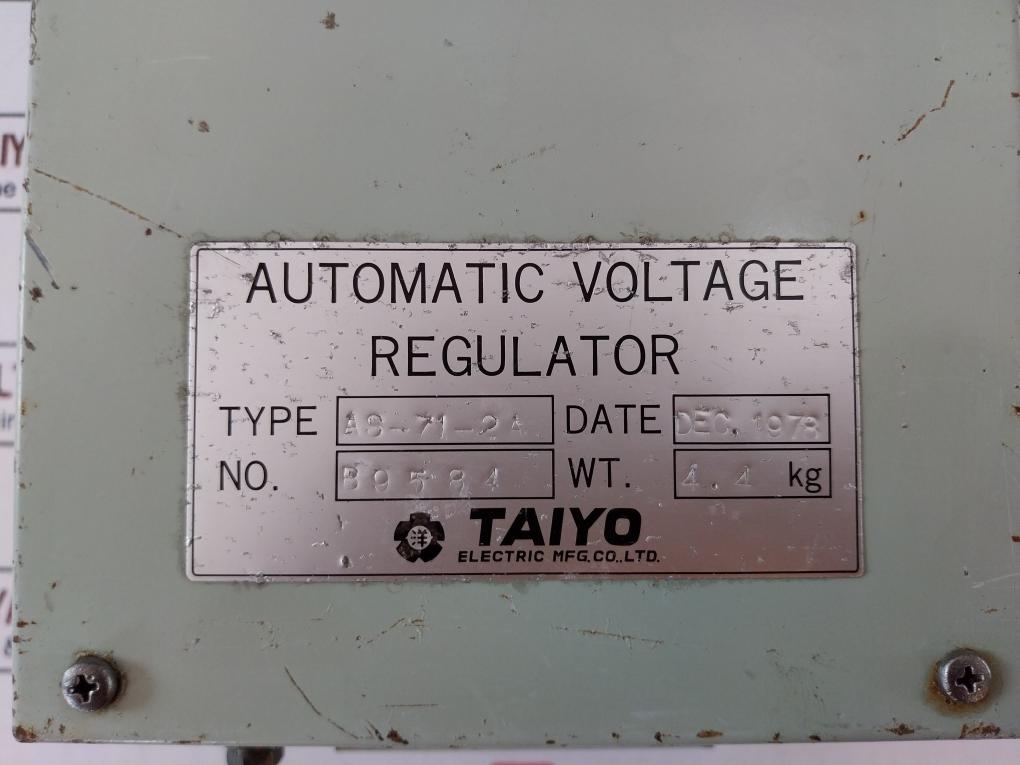 AUTOMATIC VOLTAGE
REGULATOR
TYPE AS-71-2A DATE DEC. 1978
NO. B9584 WT. 4.4 kg
洋 TAIYO
ELECTRIC MFG. CO., LTD.